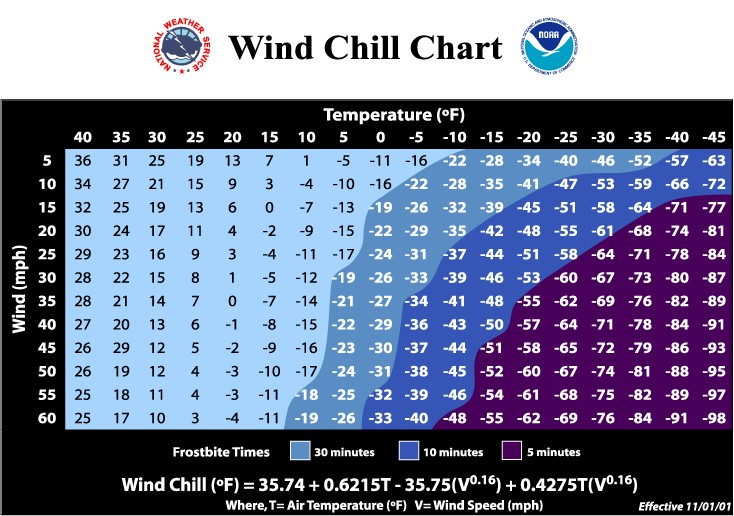 NATIONAL WEATHER SERVICE
Wind Chill Chart
NOAA
NATIONAL OCEANIC AND ATMOSPHERIC ADMINISTRATION
U.S. DEPARTMENT OF COMMERCE
Temperature (ºF)
40 35 30 25 20 15 10 5 0 -5 -10 -15 -20 -25 -30 -35 -40 -45
Wind (mph)
5 36 31 25 19 13 7 1 -5 -11 -16 -22 -28 -34 -40 -46 -52 -57 -63
10 34 27 21 15 9 3 -4 -10 -16 -22 -28 -35 -41 -47 -53 -59 -66 -72
15 32 25 19 13 6 0 -7 -13 -19 -26 -32 -39 -45 -51 -58 -64 -71 -77
20 30 24 17 11 4 -2 -9 -15 -22 -29 -35 -42 -48 -55 -61 -68 -74 -81
25 29 23 16 9 3 -4 -11 -17 -24 -31 -37 -44 -51 -58 -64 -71 -78 -84
30 28 22 15 8 1 -5 -12 -19 -26 -33 -39 -46 -53 -60 -67 -73 -80 -87
35 28 21 14 7 0 -7 -14 -21 -27 -34 -41 -48 -55 -62 -69 -76 -82 -89
40 27 20 13 6 -1 -8 -15 -22 -29 -36 -43 -50 -57 -64 -71 -78 -84 -91
45 26 29 12 5 -2 -9 -16 -23 -30 -37 -44 -51 -58 -65 -72 -79 -86 -93
50 26 19 12 4 -3 -10 -17 -24 -31 -38 -45 -52 -60 -67 -74 -81 -88 -95
55 25 18 11 4 -3 -11 -18 -25 -32 -39 -46 -54 -61 -68 -75 -82 -89 -97
60 25 17 10 3 -4 -11 -19 -26 -33 -40 -48 -55 -62 -69 -76 -84 -91 -98
Frostbite Times 30 minutes 10 minutes 5 minutes
Wind Chill (ºF) = 35.74 + 0.6215T - 35.75(V0.16) + 0.4275T(V0.16)
Where, T= Air Temperature (ºF) V= Wind Speed (mph)
Effective 11/01/01